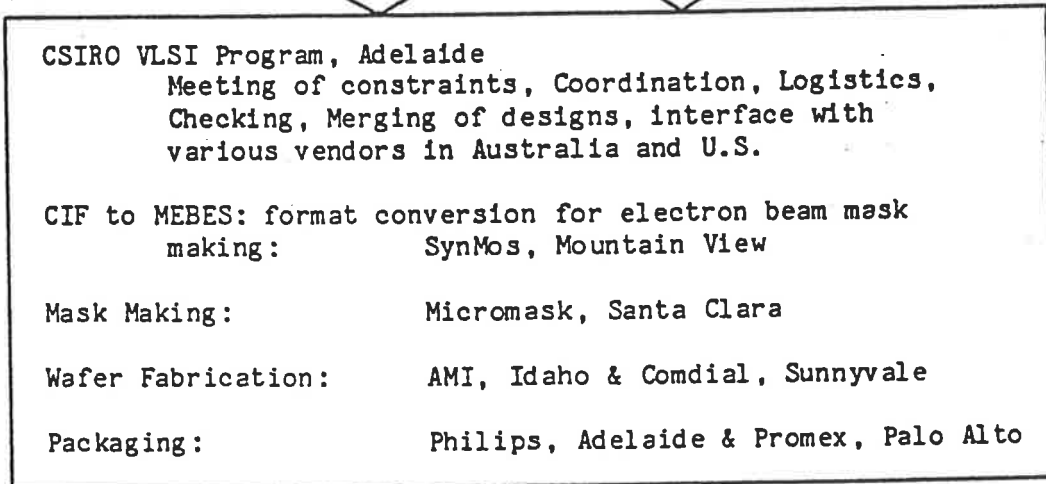 CSIRO VLSI Program, Adelaide
Meeting of constraints, Coordination, Logistics,
Checking, Merging of designs, interface with
various vendors in Australia and U.S.
CIF to MEBES: format conversion for electron beam mask
making: SynMos, Mountain View
Mask Making: Micromask, Santa Clara
Wafer Fabrication: AMI, Idaho & Comdial, Sunnyvale
Packaging: Philips, Adelaide & Promex, Palo Alto